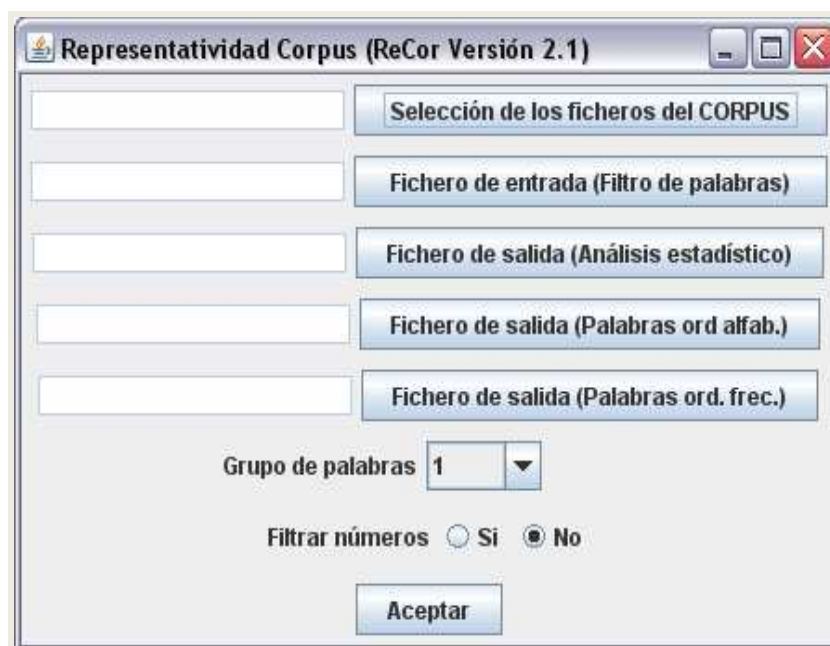 Representatividad Corpus (ReCor Versión 2.1)
Selección de los ficheros del CORPUS
Fichero de entrada (Filtro de palabras)
Fichero de salida (Análisis estadístico)
Fichero de salida (Palabras ord alfab.)
Fichero de salida (Palabras ord. frec.)
Grupo de palabras 1
Filtrar números Si No
Aceptar